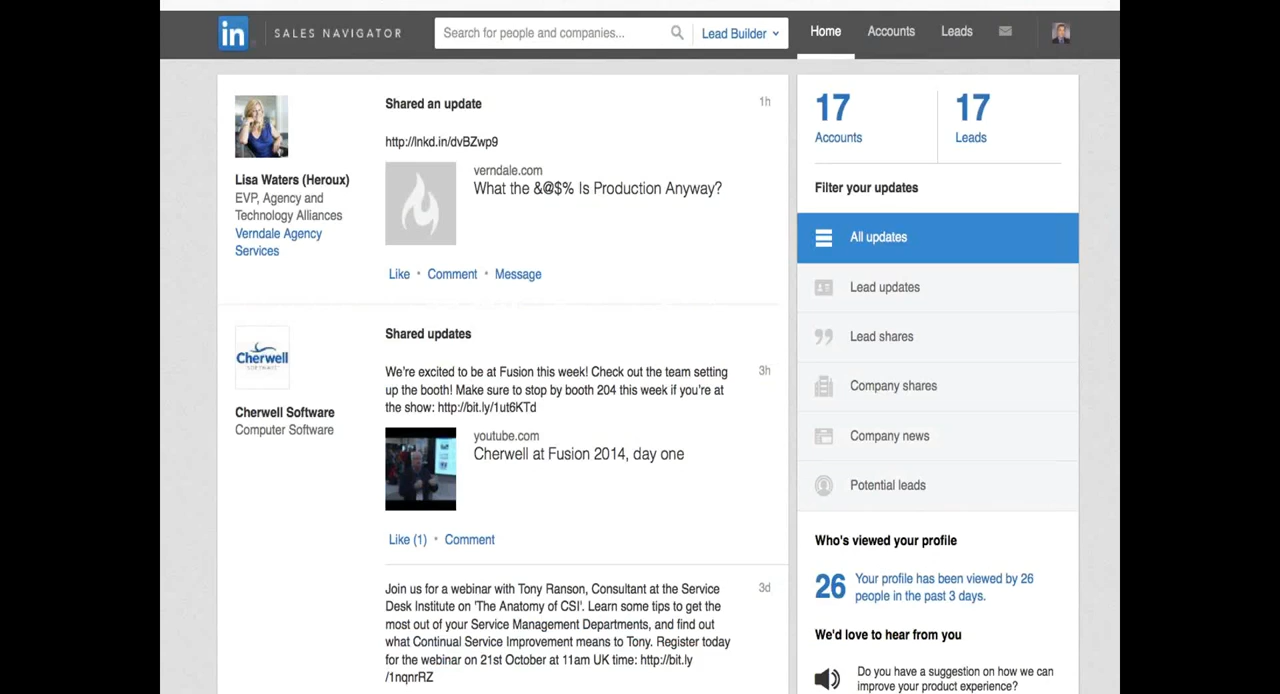 in SALES NAVIGATOR
Search for people and companies...
Lead Builder
Home
Accounts
Leads
Lisa Waters (Heroux)
EVP, Agency and
Technology Alliances
Verndale Agency
Services
Shared an update
1h
http://lnkd.in/dvBZwp9
verndale.com
What the &@$% Is Production Anyway?
Like • Comment • Message
Cherwell
SOFTWARE
Cherwell Software
Computer Software
Shared updates
We're excited to be at Fusion this week! Check out the team setting
3h
up the booth! Make sure to stop by booth 204 this week if you're at
the show: http://bit.ly/1ut6KTd
youtube.com
Cherwell at Fusion 2014, day one
Like (1) • Comment
Join us for a webinar with Tony Ranson, Consultant at the Service
3d
Desk Institute on 'The Anatomy of CSI'. Learn some tips to get the
most out of your Service Management Departments, and find out
what Continual Service Improvement means to Tony. Register today
for the webinar on 21st October at 11am UK time: http://bit.ly
/1nqnrRZ
17
Accounts
17
Leads
Filter your updates
All updates
Lead updates
Lead shares
Company shares
Company news
Potential leads
Who's viewed your profile
26
Your profile has been viewed by 26
people in the past 3 days.
We'd love to hear from you
Do you have a suggestion on how we can
improve your product experience?